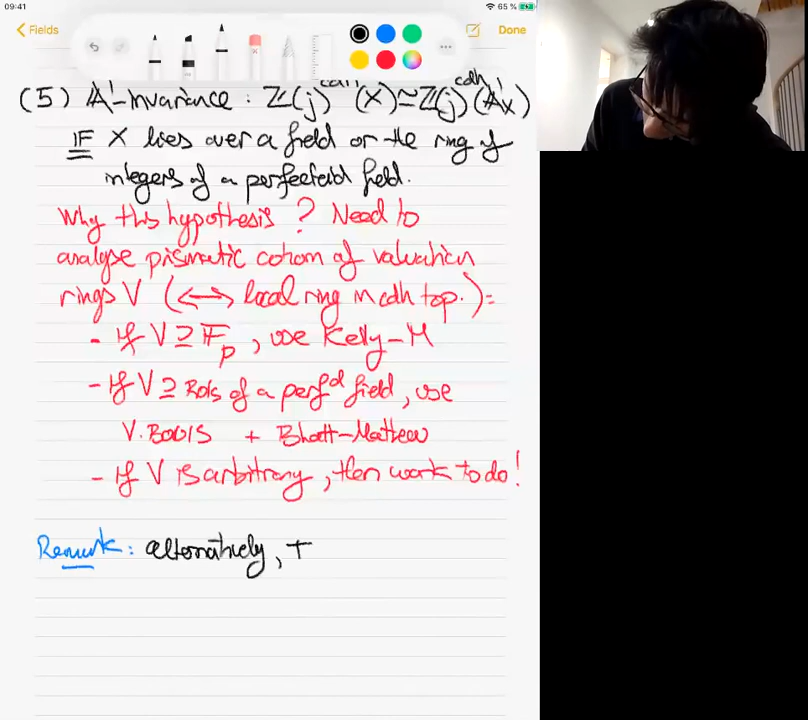 09:41
65 %
Fields
Done
(5) A¹-invariance : Z(j)^cdh (X) ≃ Z(j)^cdh (A¹_X)
IF X lies over a field or the ring of
integers of a perfectoid field.
Why this hypothesis ? Need to
analyse prismatic cohom of valuation
rings V ( ↔ local ring in cdh top. ) :
- if V ⊇ F_p , use Kelly-M
- if V ⊇ RoIs of a perf^d field, use
V. Bouis + Bhatt-Mathew
- if V is arbitrary, then work to do!
Remark : alternatively, T